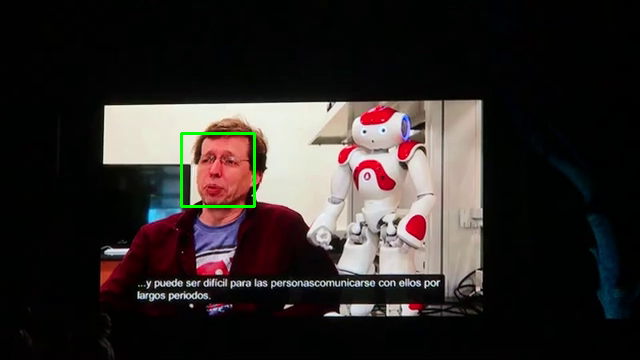 ...y puede ser difícil para las personascomunicarse con ellos por
largos periodos.